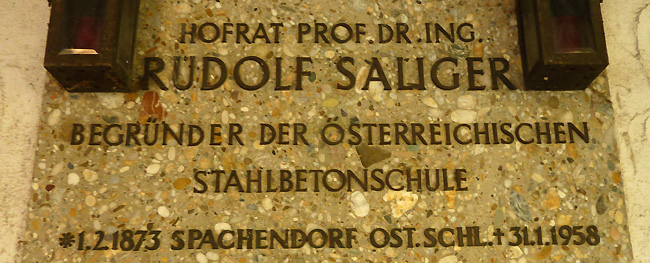 HOFRAT PROF. DR. ING.
RUDOLF SALIGER
BEGRÜNDER DER ÖSTERREICHISCHEN
STAHLBETONSCHULE
*1.2.1873 SPACHENDORF OST. SCHL. ✝31.1.1958